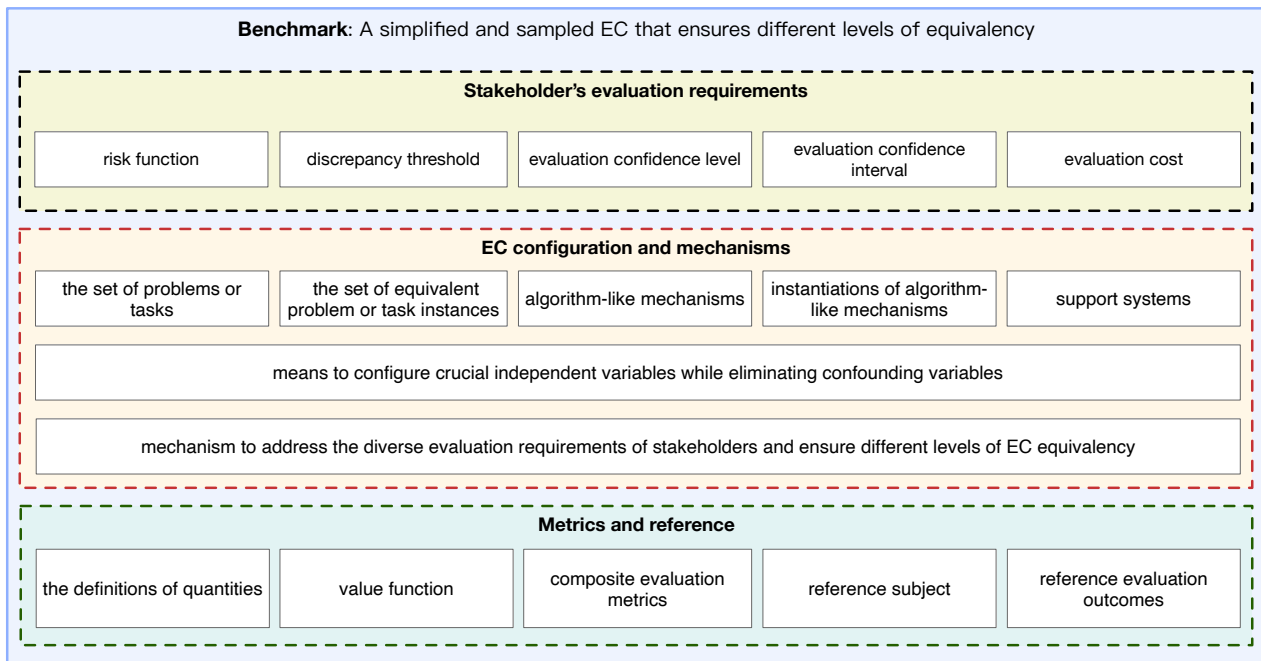 Benchmark: A simplified and sampled EC that ensures different levels of equivalency
Stakeholder's evaluation requirements
risk function
discrepancy threshold
evaluation confidence level
evaluation confidence
interval
evaluation cost
EC configuration and mechanisms
the set of problems or
tasks
the set of equivalent
problem or task instances
algorithm-like mechanisms
instantiations of algorithm-
like mechanisms
support systems
means to configure crucial independent variables while eliminating confounding variables
mechanism to address the diverse evaluation requirements of stakeholders and ensure different levels of EC equivalency
Metrics and reference
the definitions of quantities
value function
composite evaluation
metrics
reference subject
reference evaluation
outcomes